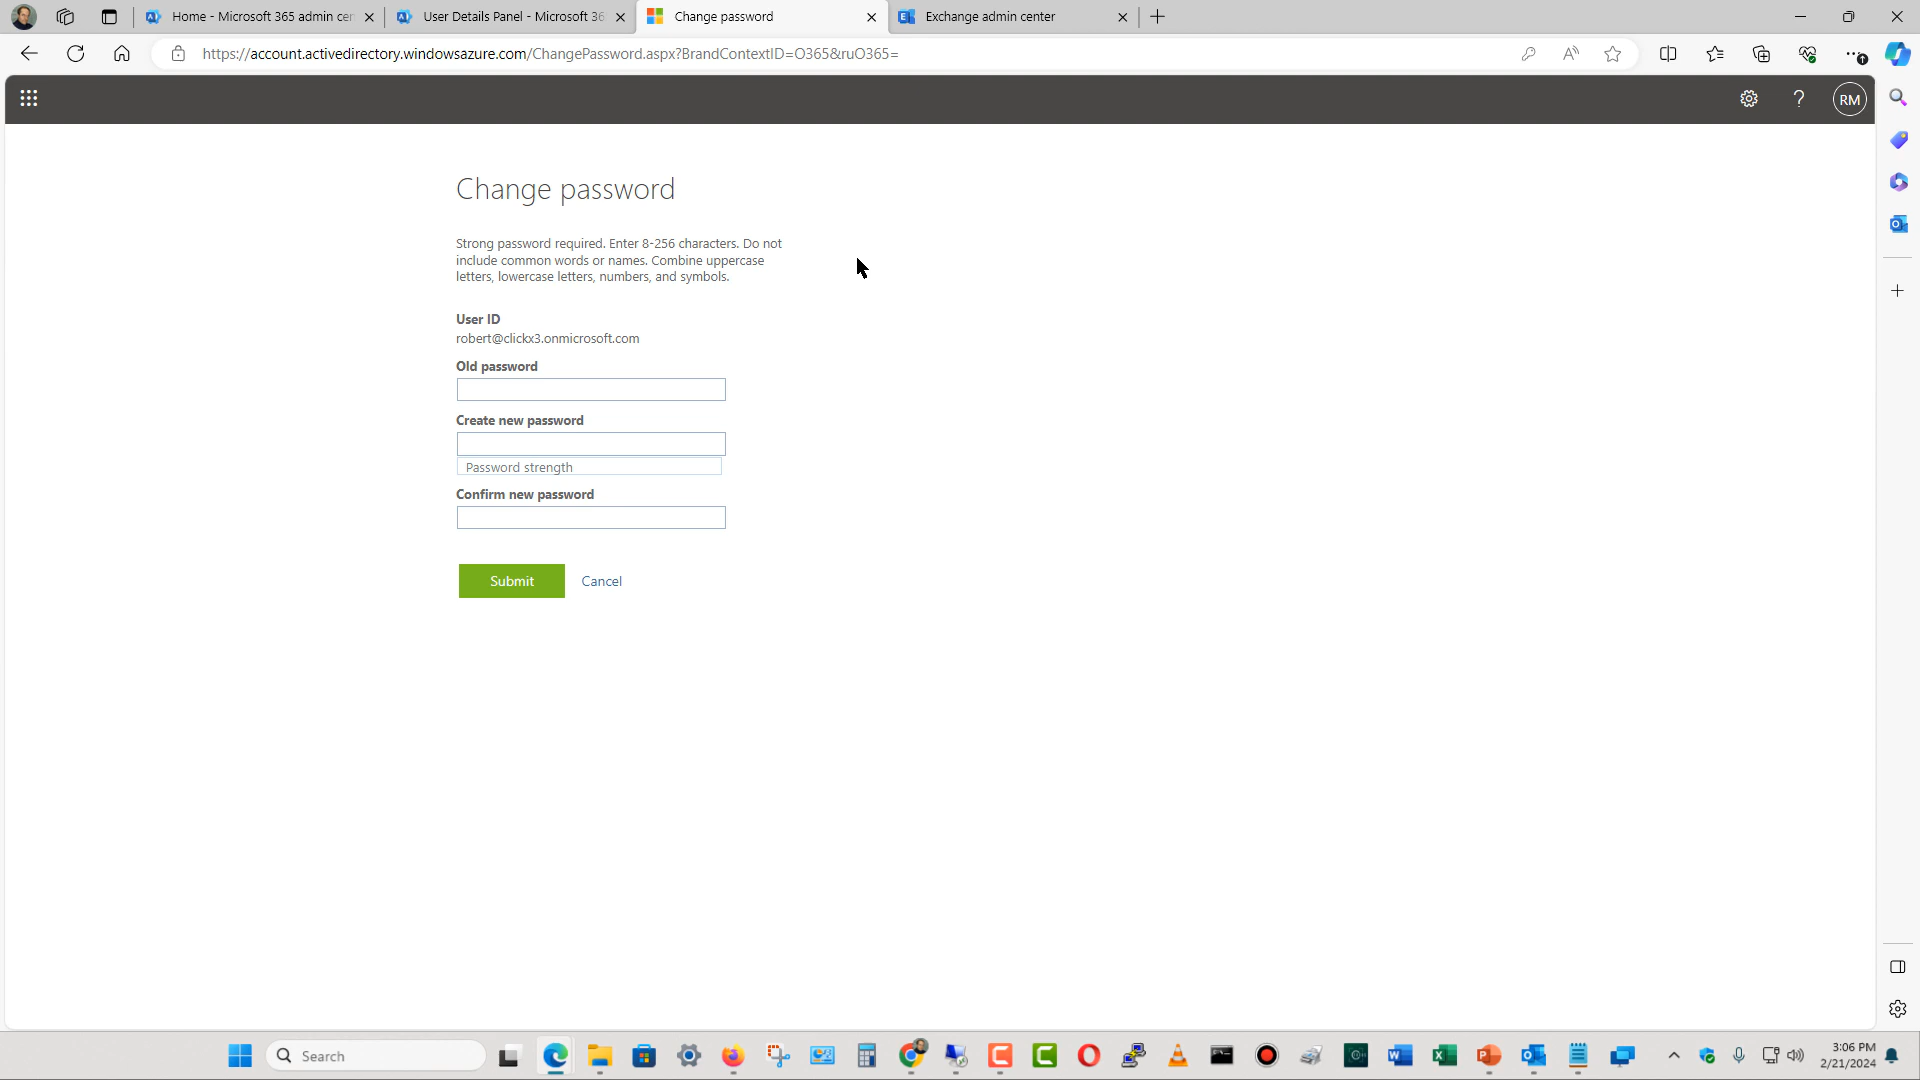 Home - Microsoft 365 admin cer
User Details Panel - Microsoft 36
Change password
Exchange admin center
https://account.activedirectory.windowsazure.com/ChangePassword.aspx?BrandContextID=O365&ruO365=
RM
Change password
Strong password required. Enter 8-256 characters. Do not
include common words or names. Combine uppercase
letters, lowercase letters, numbers, and symbols.
User ID
robert@clickx3.onmicrosoft.com
Old password
Create new password
Password strength
Confirm new password
Submit
Cancel
Search
3:06 PM
2/21/2024